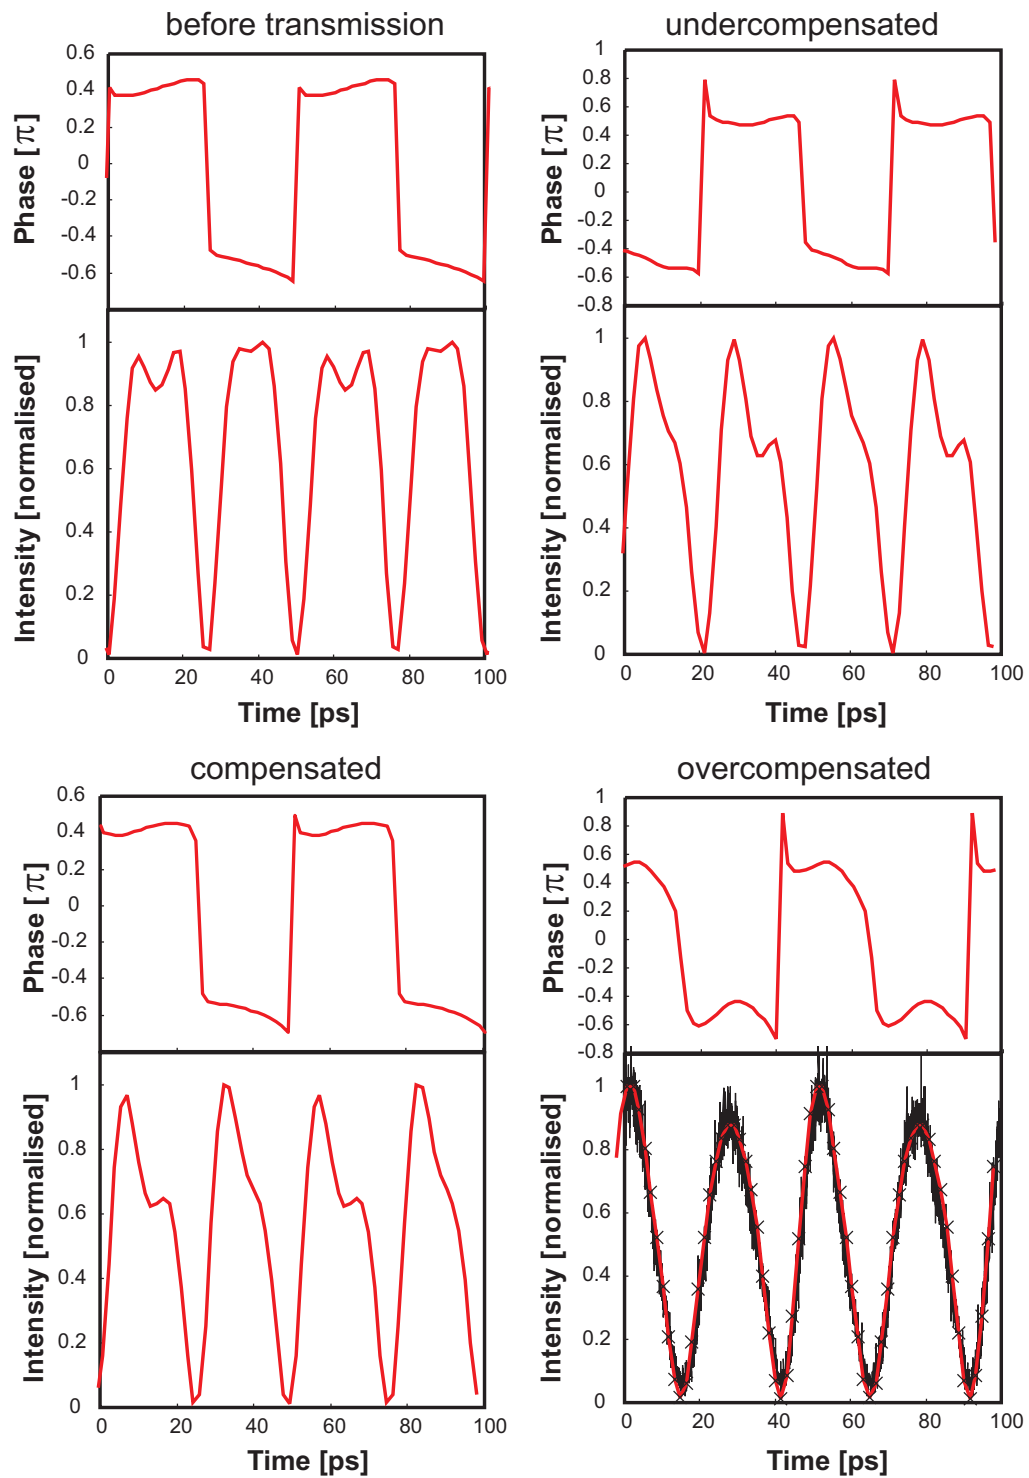 before transmission
0.6
0.4
0.2
0
-0.2
-0.4
-0.6
Phase [π]
1
0.8
0.6
0.4
0.2
0
Intensity [normalised]
0 20 40 60 80 100
Time [ps]
undercompensated
1
0.8
0.6
0.4
0.2
0
-0.2
-0.4
-0.6
-0.8
Phase [π]
1
0.8
0.6
0.4
0.2
0
Intensity [normalised]
0 20 40 60 80 100
Time [ps]
compensated
0.6
0.4
0.2
0
-0.2
-0.4
-0.6
Phase [π]
1
0.8
0.6
0.4
0.2
0
Intensity [normalised]
0 20 40 60 80 100
Time [ps]
overcompensated
1
0.8
0.6
0.4
0.2
0
-0.2
-0.4
-0.6
-0.8
Phase [π]
1
0.8
0.6
0.4
0.2
0
Intensity [normalised]
0 20 40 60 80 100
Time [ps]